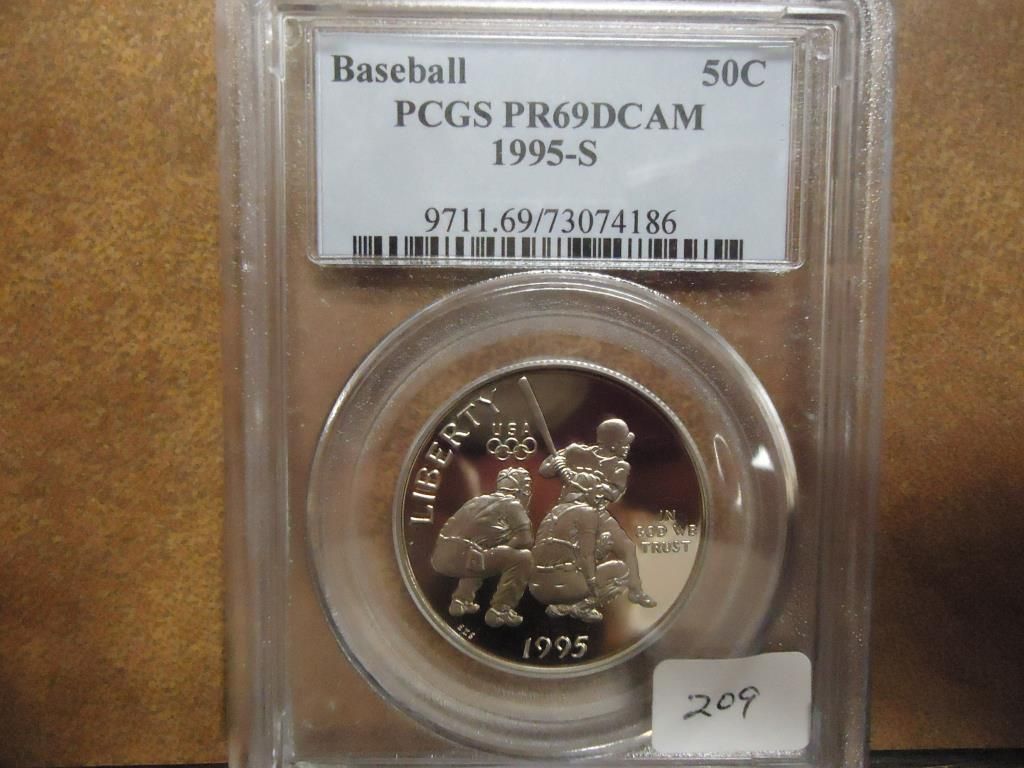 Baseball 50C
PCGS PR69DCAM
1995-S
9711.69/73074186
LIBERTY
USA
IN
GOD WE
TRUST
1995
209